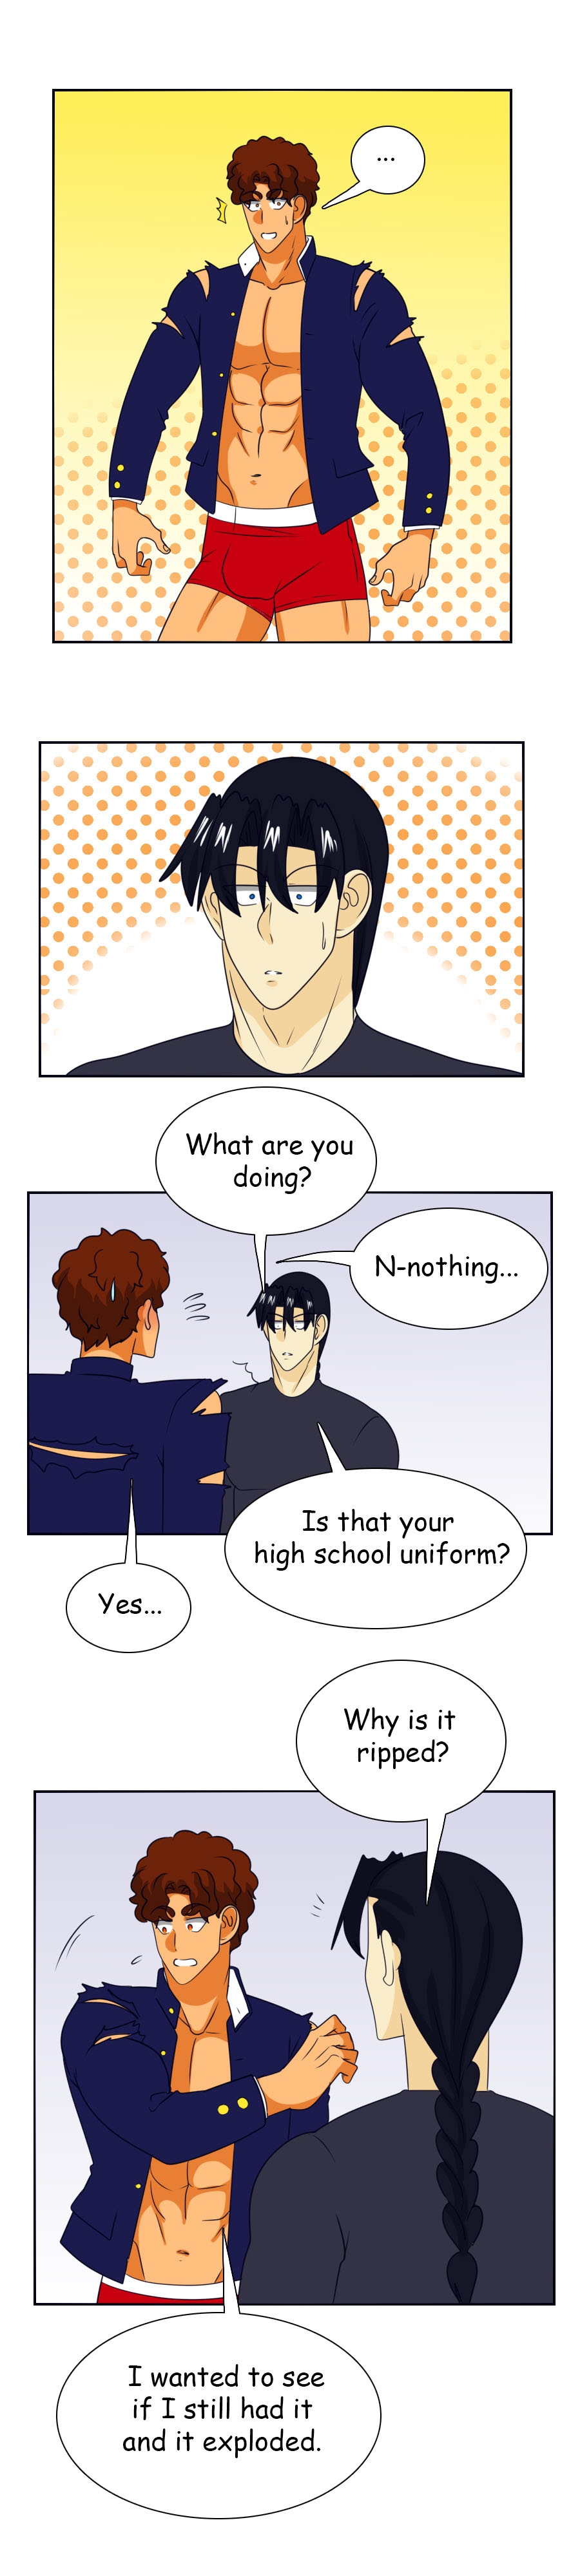 ...
What are you
doing?
N-nothing...
Is that your
high school uniform?
Yes...
Why is it
ripped?
I wanted to see
if I still had it
and it exploded.